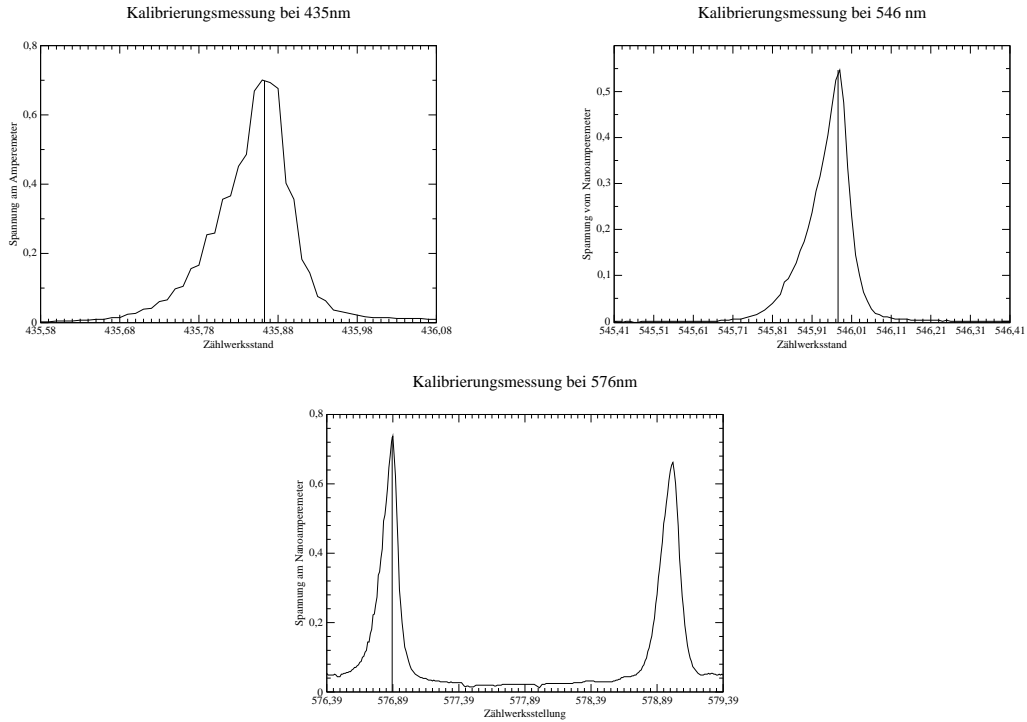 Kalibrierungsmessung bei 435nm
0,8
0,6
0,4
0,2
0
Spannung am Amperemeter
435,58 435,68 435,78 435,88 435,98 436,08
Zählwerksstand
Kalibrierungsmessung bei 546 nm
0,5
0,4
0,3
0,2
0,1
0
Spannung vom Nanoamperemeter
545,41 545,51 545,61 545,71 545,81 545,91 546,01 546,11 546,21 546,31 546,41
Zählwerksstand
Kalibrierungsmessung bei 576nm
0,8
0,6
0,4
0,2
0
Spannung am Nanoamperemeter
576,39 576,89 577,39 577,89 578,39 578,89 579,39
Zählwerksstellung